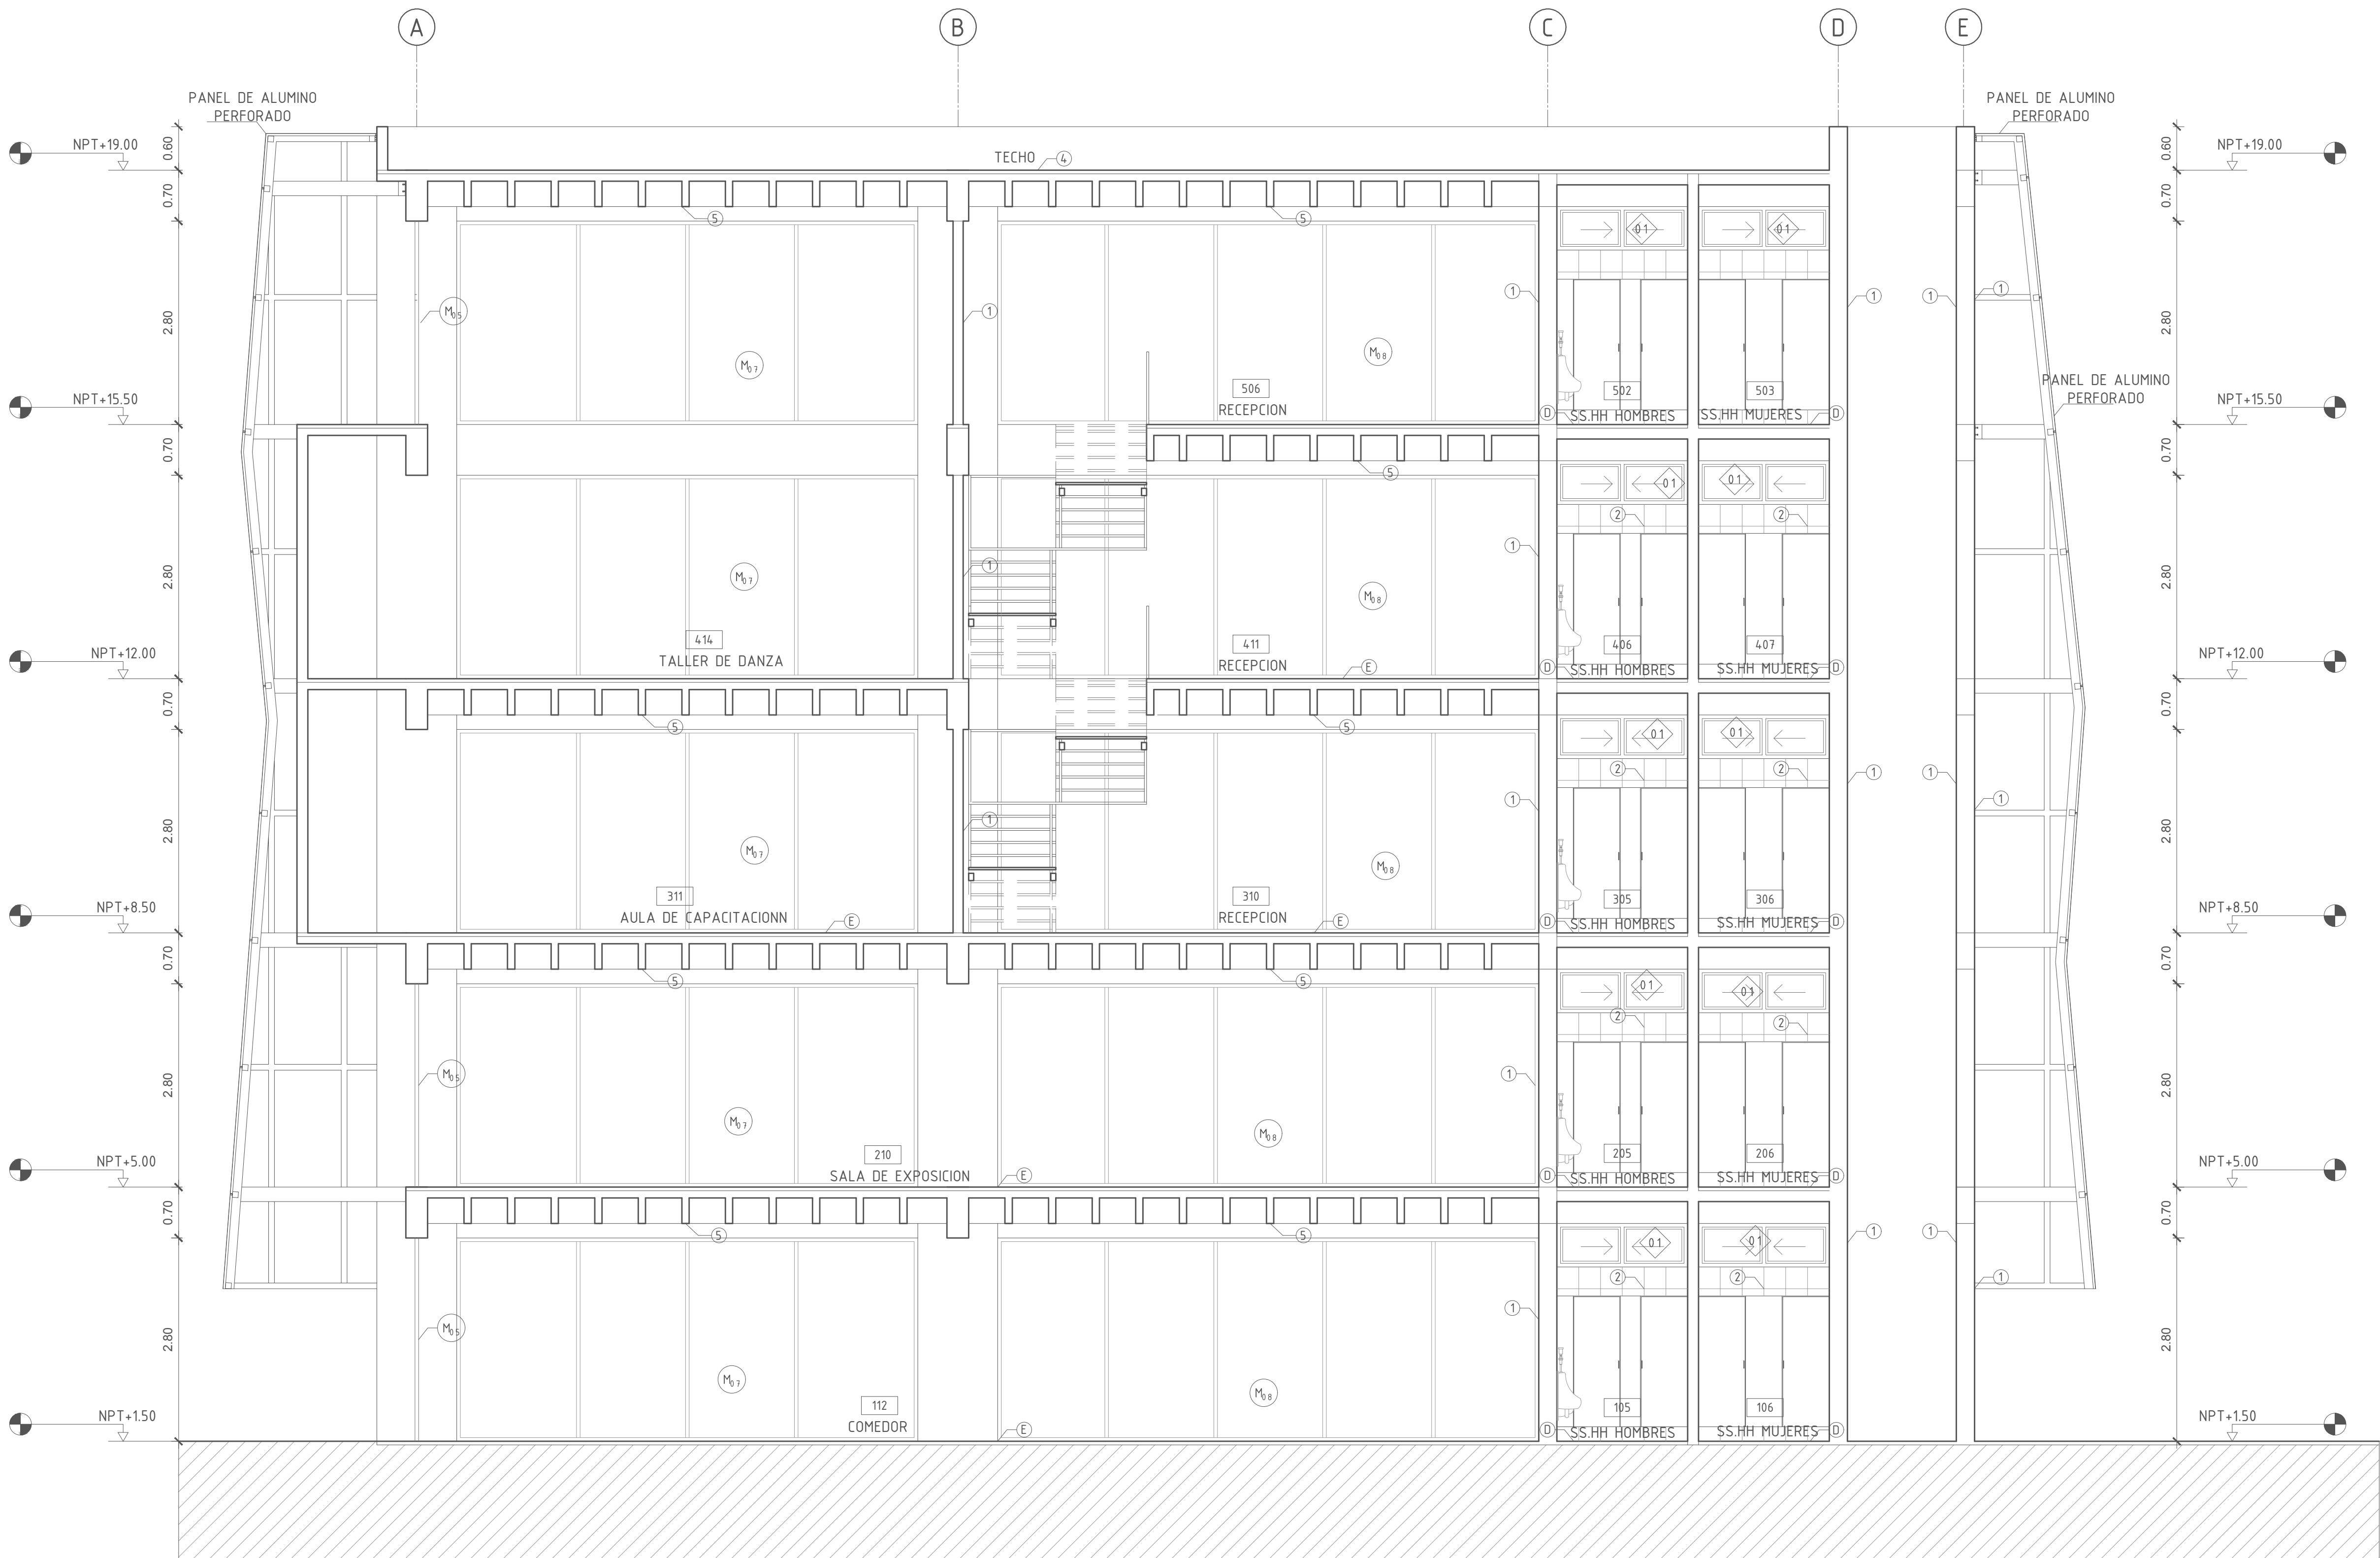 A B C D E
PANEL DE ALUMINO
PERFORADO
PANEL DE ALUMINO
PERFORADO
NPT+19.00
0.60
TECHO 4
0.60
NPT+19.00
0.70
5
5
0.70
01
01
2.80
M05
1
1
1
1
1
2.80
M07
M08
PANEL DE ALUMINO
PERFORADO
506
RECEPCION
502
SS.HH HOMBRES
503
SS.HH MUJERES
D
D
NPT+15.50
NPT+15.50
0.70
5
0.70
01
01
2
2
2.80
M07
1
M08
1
2.80
414
TALLER DE DANZA
411
RECEPCION
E
406
SS.HH HOMBRES
407
SS.HH MUJERES
D
D
NPT+12.00
NPT+12.00
0.70
5
5
0.70
01
01
2
2
2.80
M07
1
M08
1
1
1
1
2.80
311
AULA DE CAPACITACIONN
E
310
RECEPCION
E
305
SS.HH HOMBRES
306
SS.HH MUJERES
D
D
NPT+8.50
NPT+8.50
0.70
5
5
0.70
01
01
2
2
2.80
M05
M07
M08
1
2.80
210
SALA DE EXPOSICION
E
205
SS.HH HOMBRES
206
SS.HH MUJERES
D
D
NPT+5.00
NPT+5.00
0.70
5
5
0.70
01
01
1
1
2
2
1
2.80
M05
M07
M08
1
2.80
112
COMEDOR
E
105
SS.HH HOMBRES
106
SS.HH MUJERES
D
D
NPT+1.50
NPT+1.50